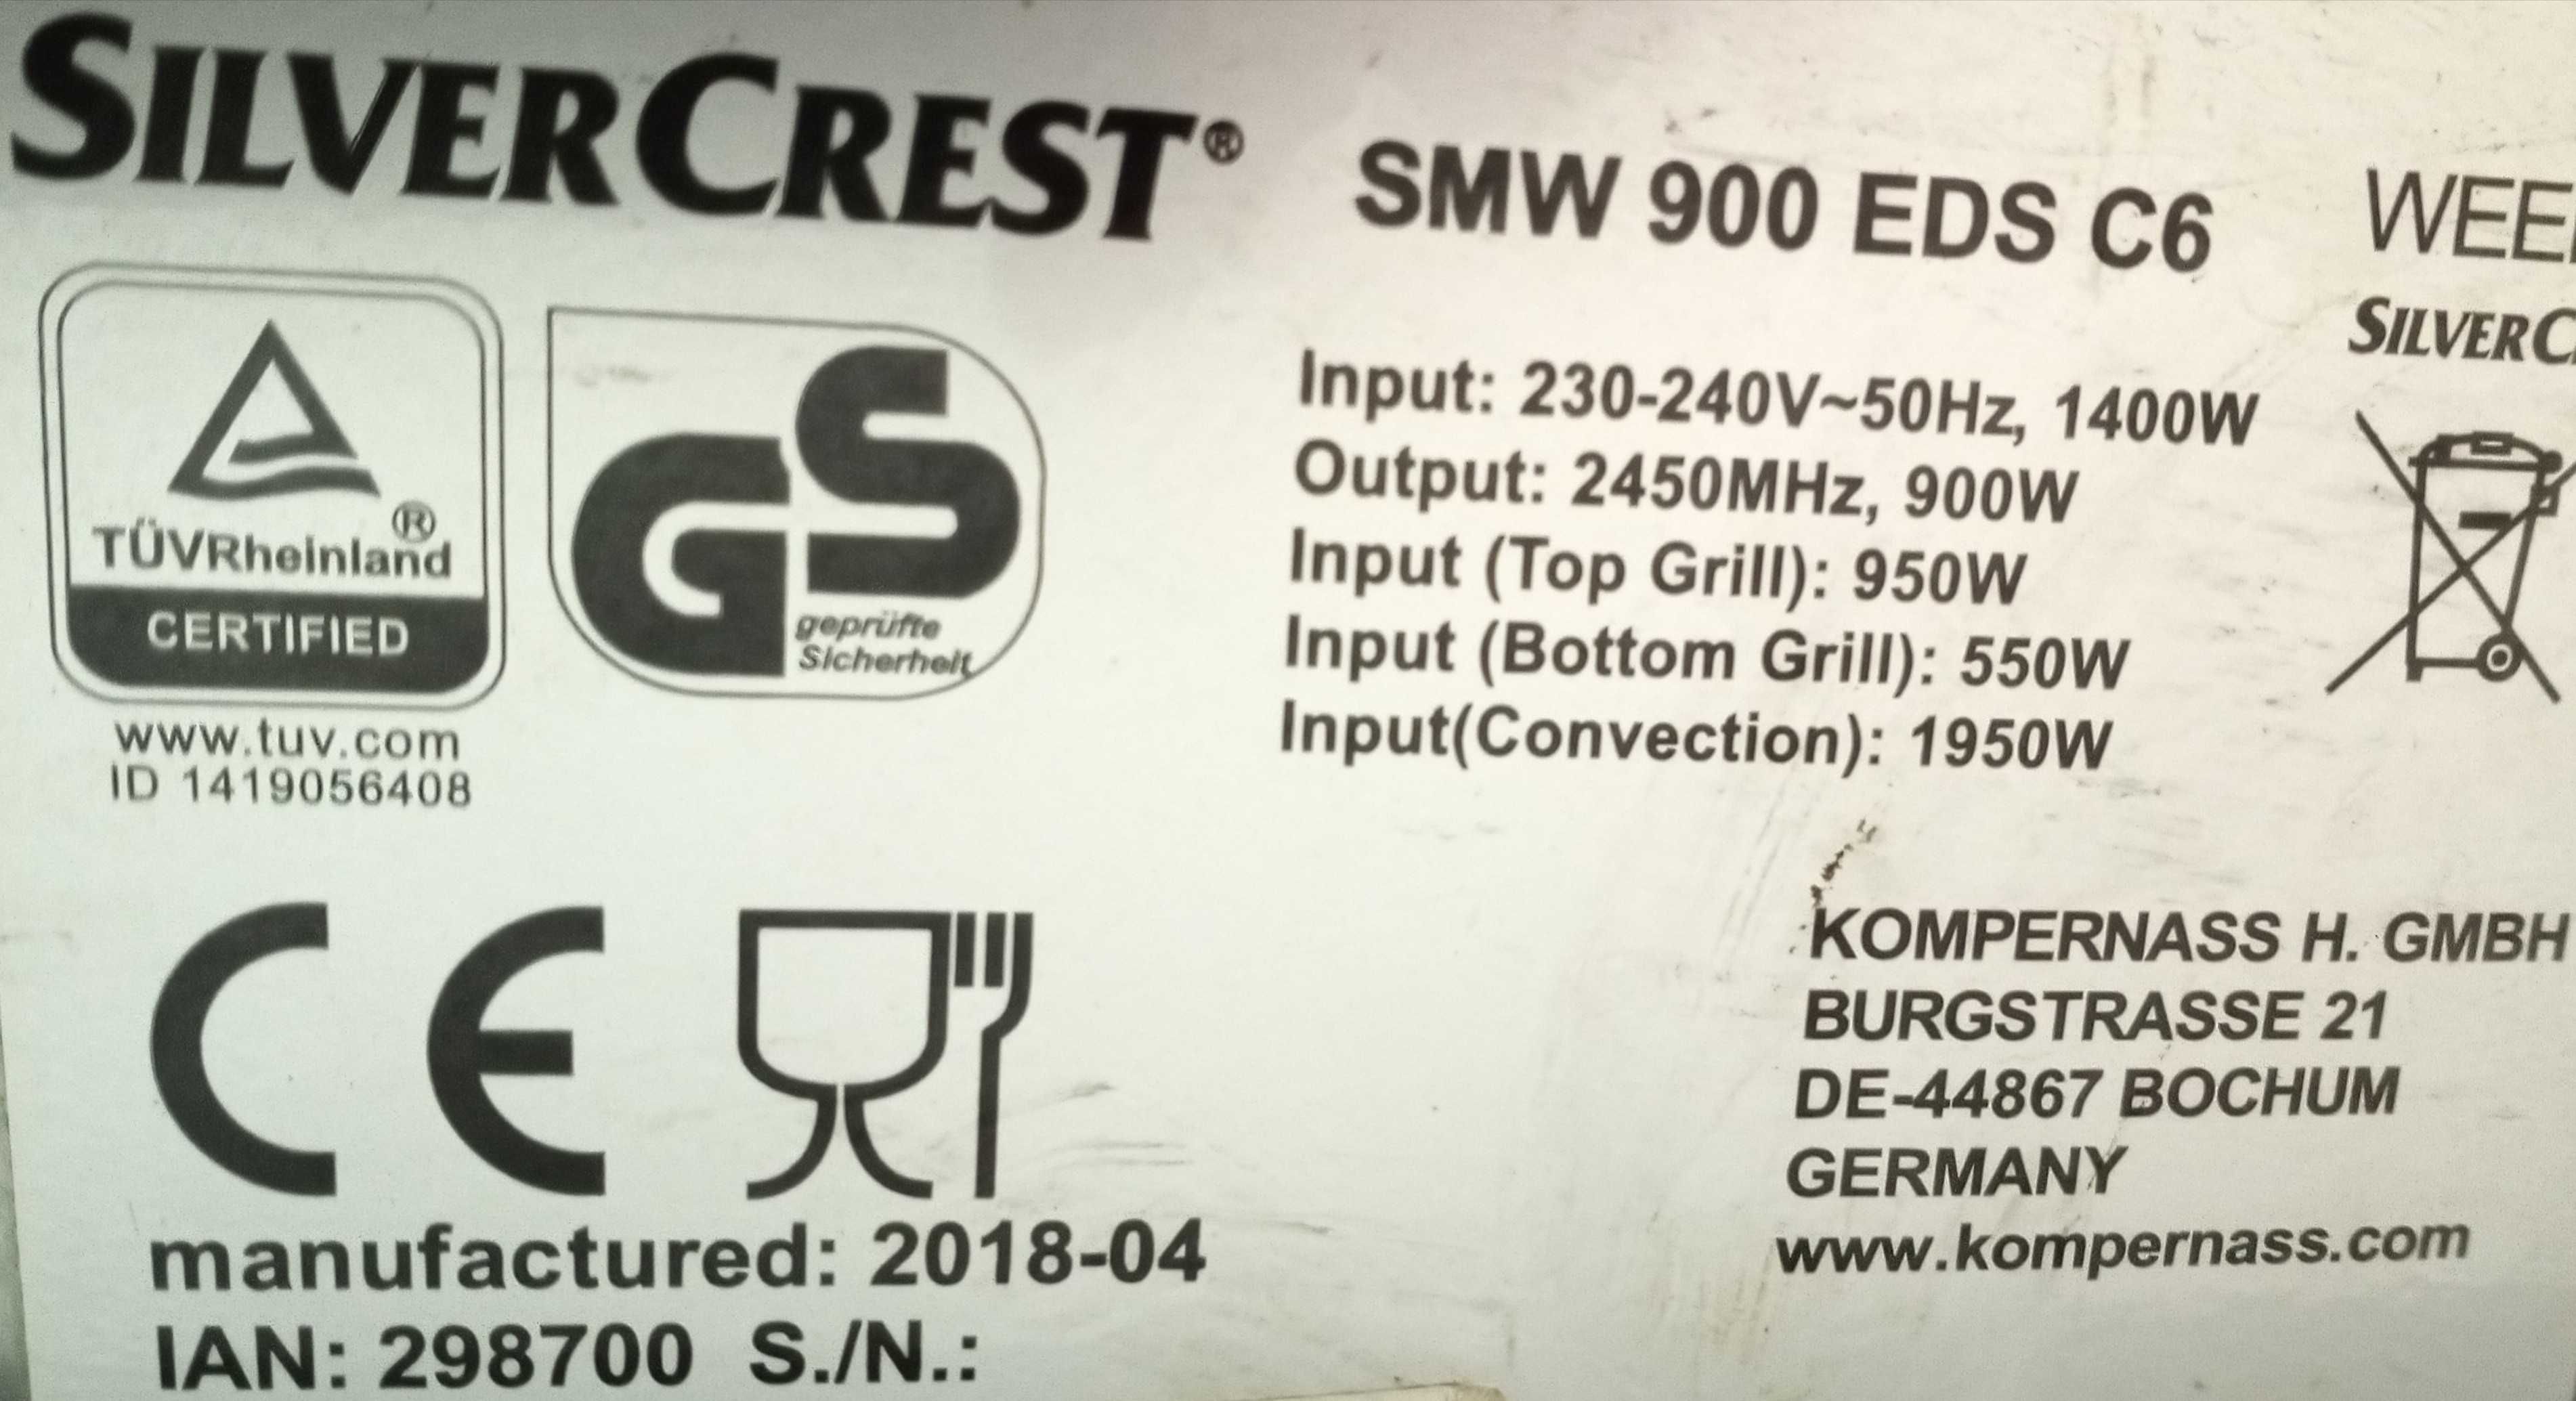 SILVERCREST®
SMW 900 EDS C6
TÜVRheinland®
CERTIFIED
www.tuv.com
ID 1419056408
GS
geprüfte
Sicherheit
Input: 230-240V~50Hz, 1400W
Output: 2450MHz, 900W
Input (Top Grill): 950W
Input (Bottom Grill): 550W
Input(Convection): 1950W
CE
manufactured: 2018-04
IAN: 298700 S./N.:
KOMPERNASS H. GMBH
BURGSTRASSE 21
DE-44867 BOCHUM
GERMANY
www.kompernass.com